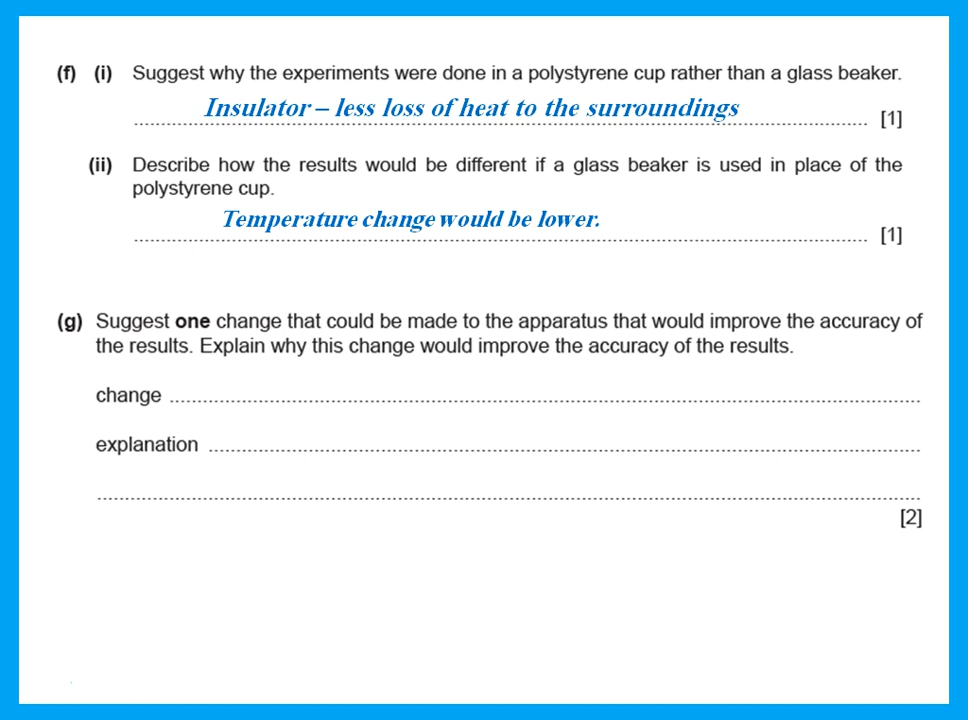 (f) (i) Suggest why the experiments were done in a polystyrene cup rather than a glass beaker.
Insulator – less loss of heat to the surroundings
[1]
(ii) Describe how the results would be different if a glass beaker is used in place of the
polystyrene cup.
Temperature change would be lower.
[1]
(g) Suggest one change that could be made to the apparatus that would improve the accuracy of
the results. Explain why this change would improve the accuracy of the results.
change
explanation
[2]